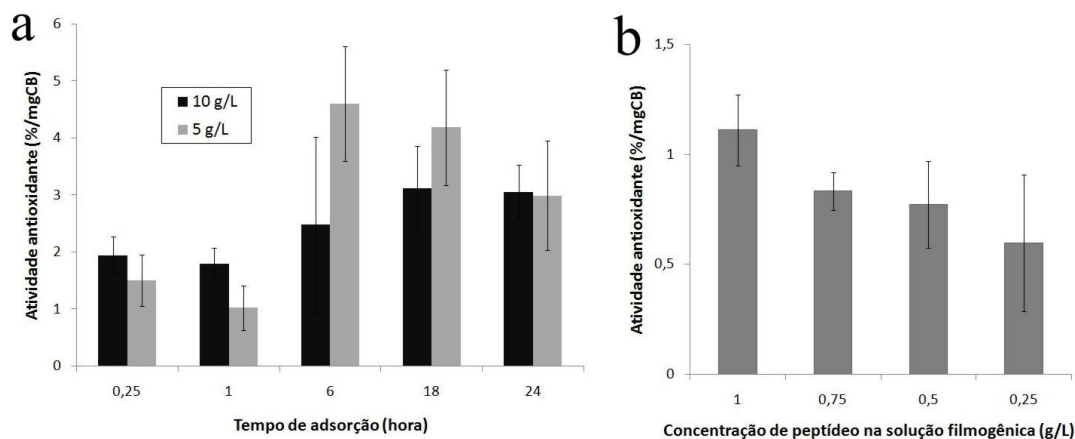 a
Atividade antioxidante (%/mgCB)
6
5
4
3
2
1
0
10 g/L
5 g/L
0,25 1 6 18 24
Tempo de adsorção (hora)
b
Atividade antioxidante (%/mgCB)
1,5
1
0,5
0
1 0,75 0,5 0,25
Concentração de peptídeo na solução filmogênica (g/L)